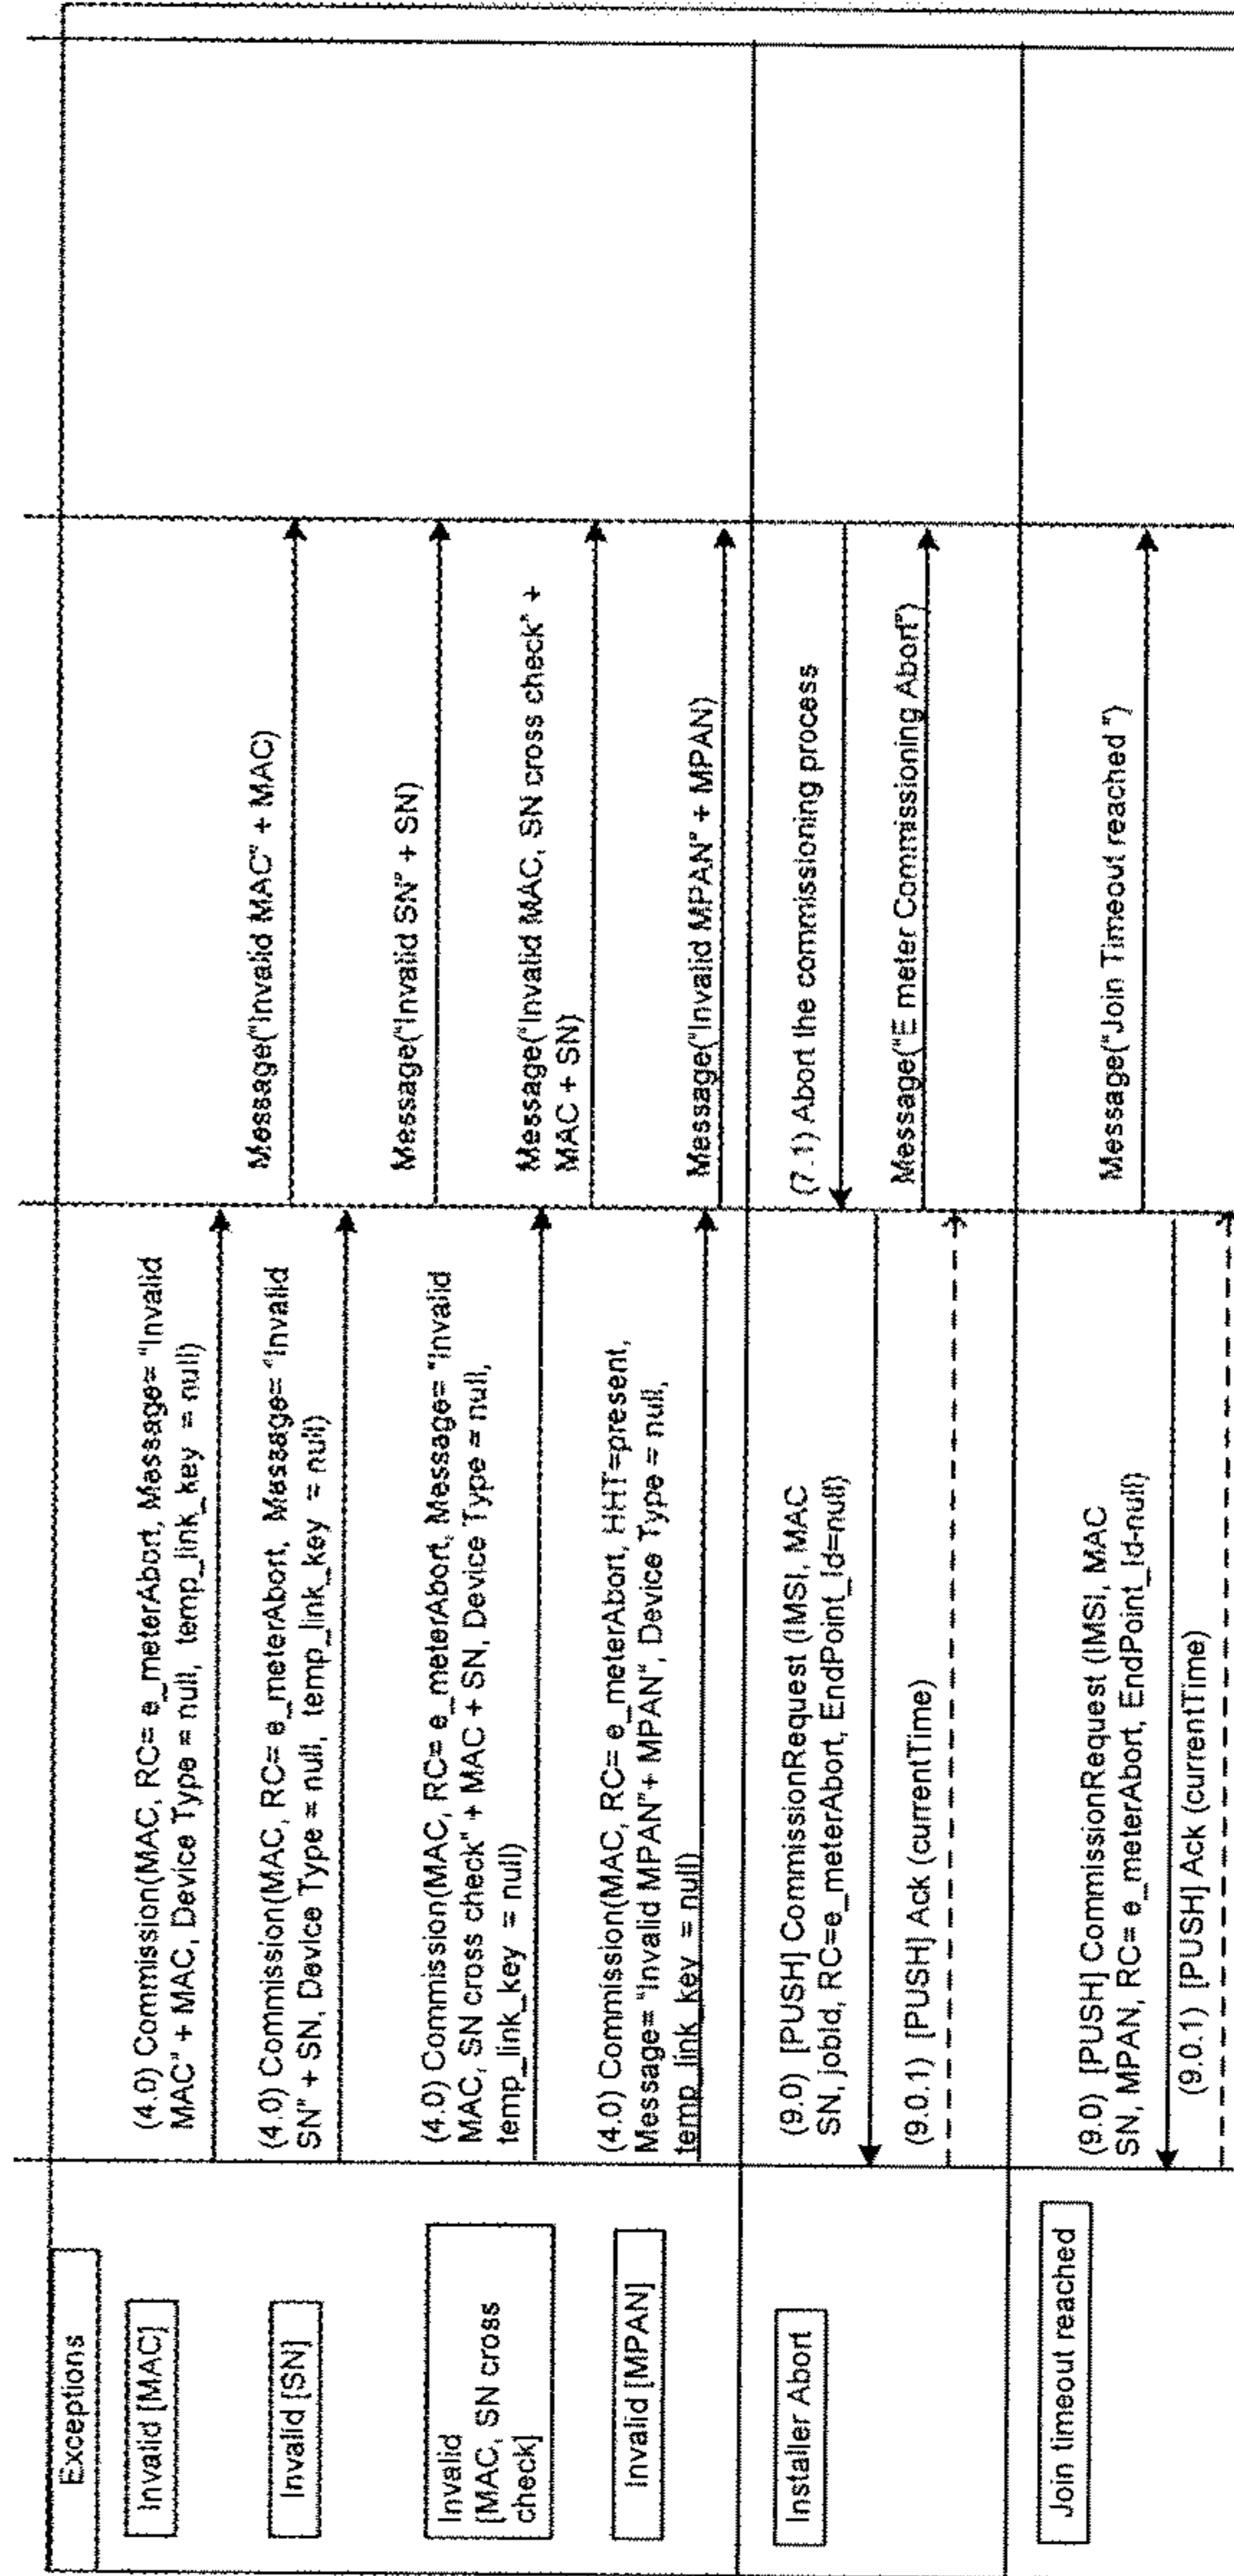 Exceptions
Invalid [MAC]
(4.0) Commission(MAC, RC= e_meterAbort, Message= "Invalid
MAC" + MAC, Device Type = null, temp_link_key = null)
Message("Invalid MAC" + MAC)
Invalid [SN]
(4.0) Commission(MAC, RC= e_meterAbort, Message= "Invalid
SN" + SN, Device Type = null, temp_link_key = null)
Message("Invalid SN" + SN)
Invalid
[MAC, SN cross
check]
(4.0) Commission(MAC, RC= e_meterAbort, Message= "Invalid
MAC, SN cross check" + MAC + SN, Device Type = null,
temp_link_key = null)
Message("Invalid MAC, SN cross check" +
MAC + SN)
Invalid [MPAN]
(4.0) Commission(MAC, RC= e_meterAbort, HHT=present,
Message= "Invalid MPAN"+ MPAN", Device Type = null,
temp_link_key = null)
Message("Invalid MPAN" + MPAN)
Installer Abort
(7.1) Abort the commissioning process
(9.0) [PUSH] CommissionRequest (IMSI, MAC
SN, jobId, RC=e_meterAbort, EndPoint_Id=null)
Message("E meter Commissioning Abort")
(9.0.1) [PUSH] Ack (currentTime)
Join timeout reached
Message("Join Timeout reached ")
(9.0) [PUSH] CommissionRequest (IMSI, MAC
SN, MPAN, RC= e_meterAbort, EndPoint_Id-null)
(9.0.1) [PUSH] Ack (currentTime)